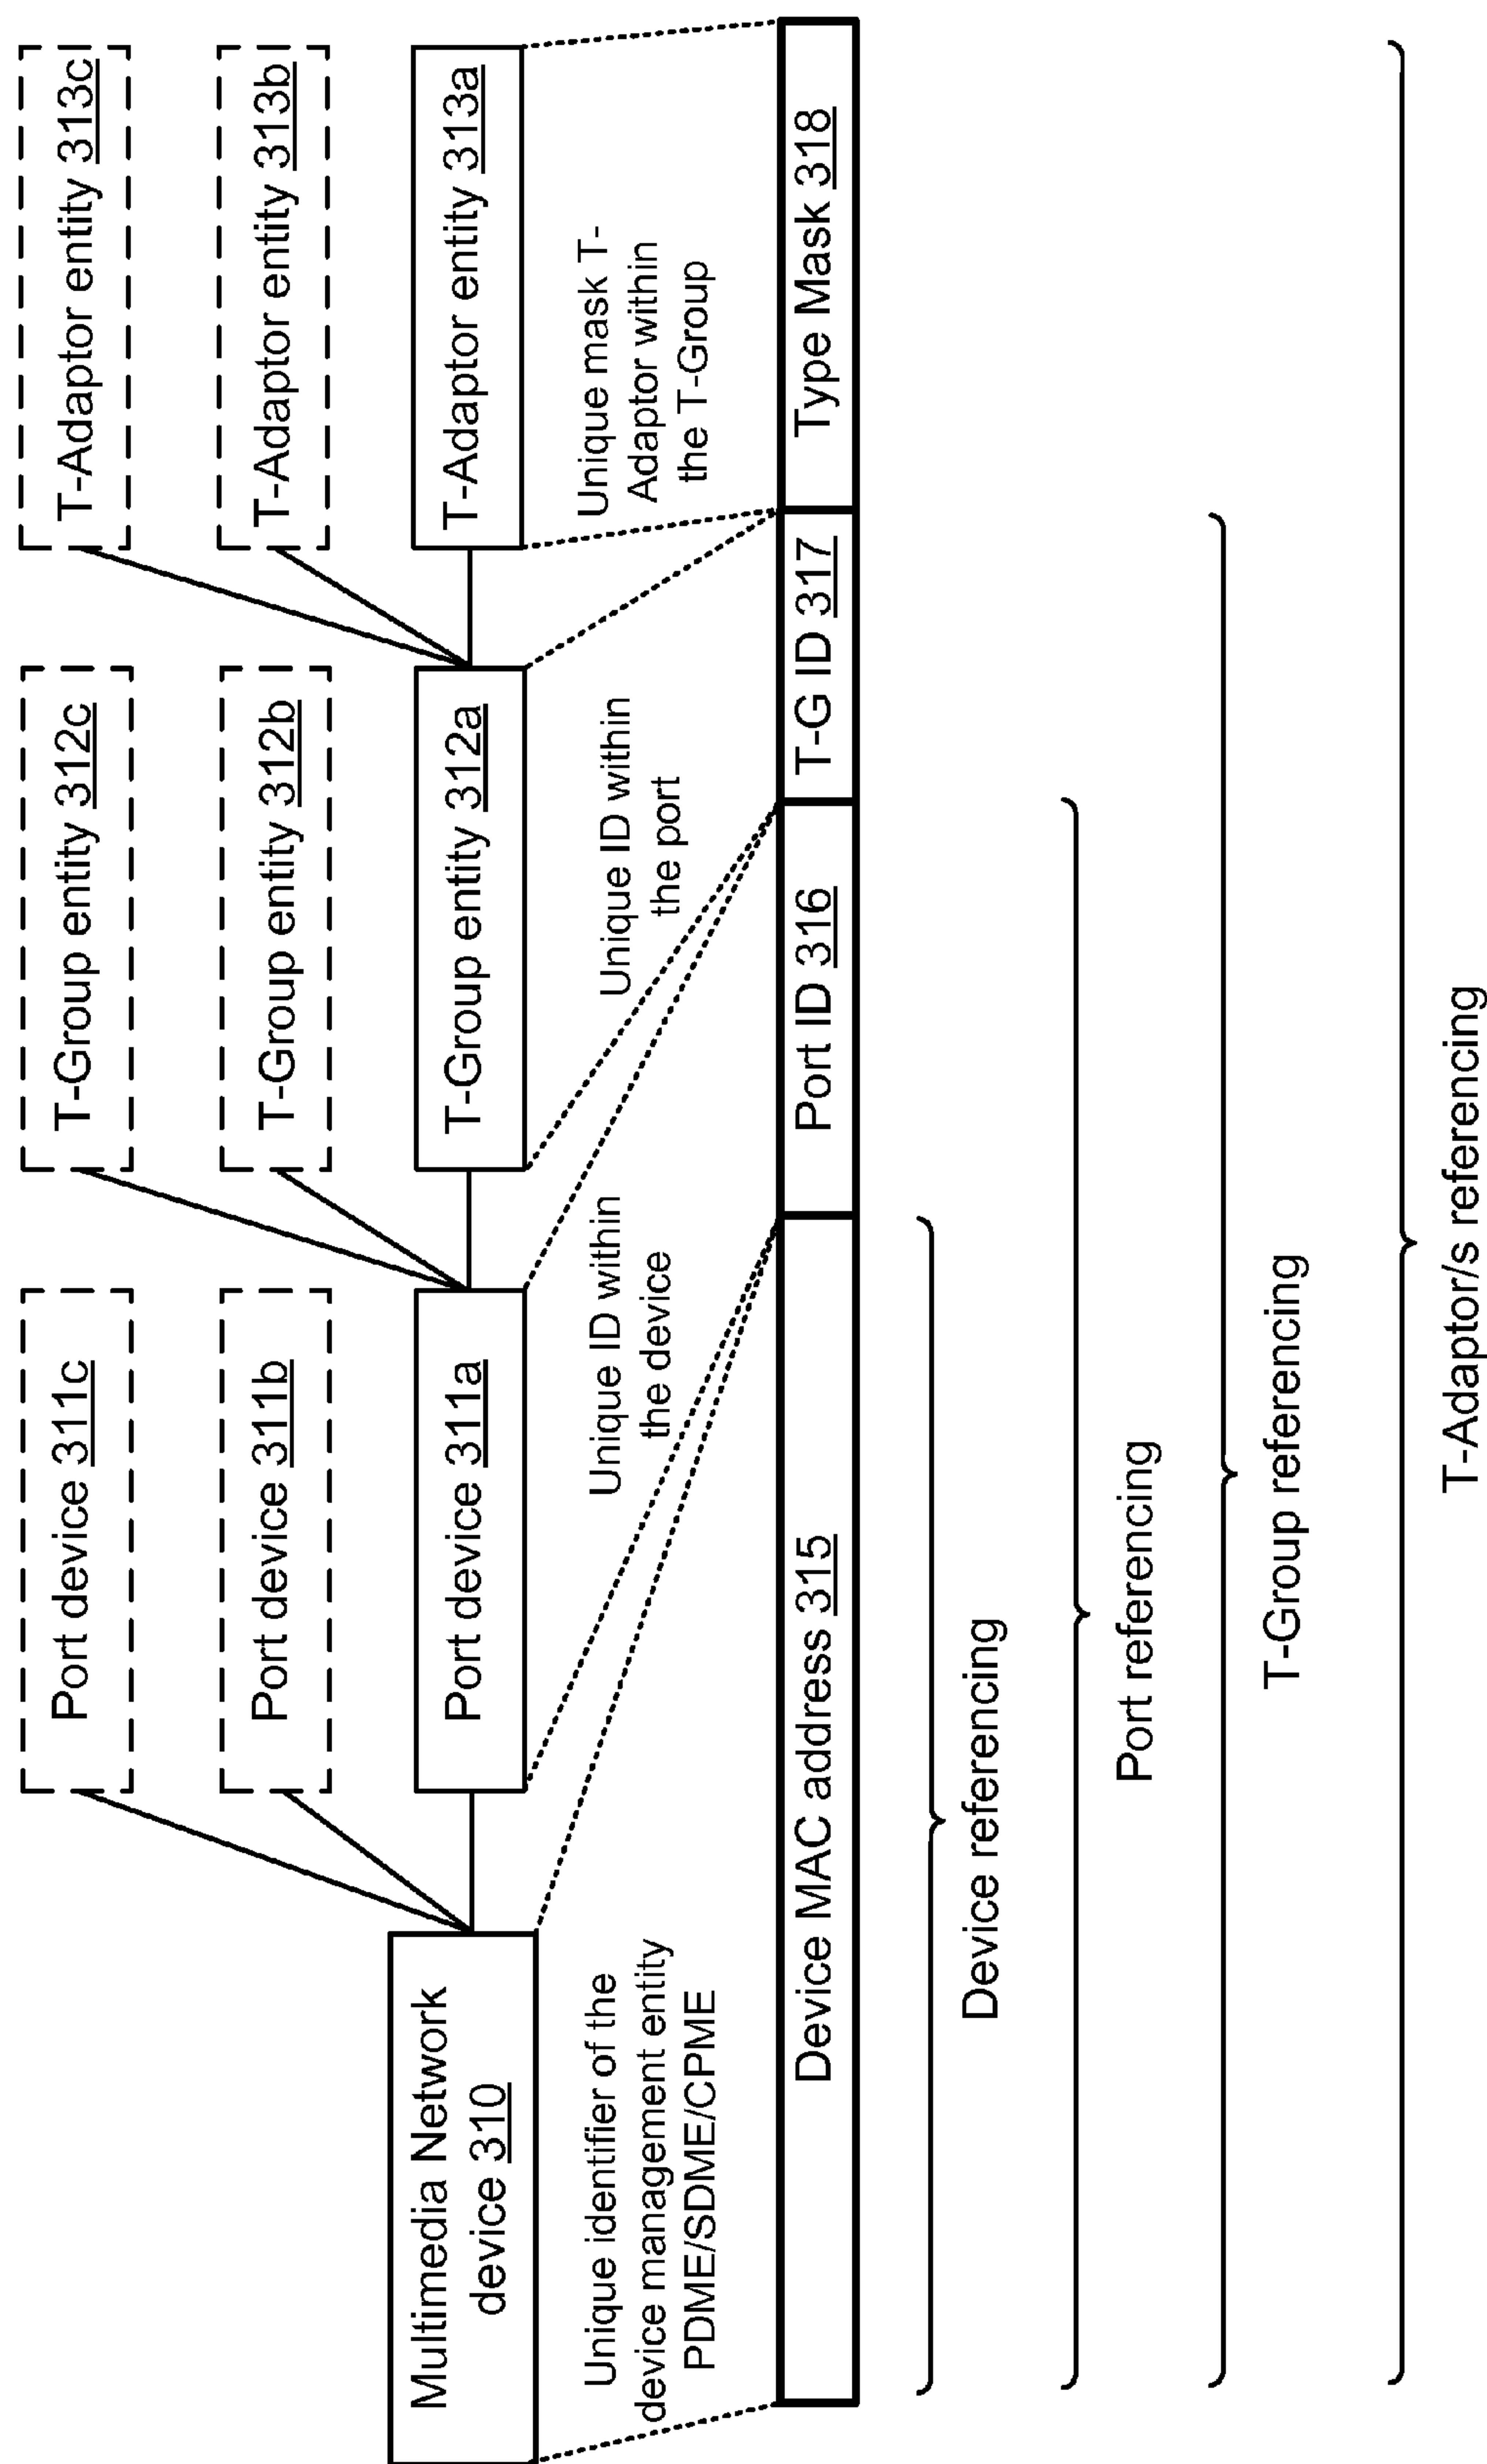 Port device 311c
T-Group entity 312c
T-Adaptor entity 313c
Port device 311b
T-Group entity 312b
T-Adaptor entity 313b
Multimedia Network
device 310
Port device 311a
T-Group entity 312a
T-Adaptor entity 313a
Unique identifier of the
device management entity
PDME/SDME/CPME
Unique ID within
the device
Unique ID within
the port
Unique mask T-
Adaptor within
the T-Group
Device MAC address 315
Port ID 316
T-G ID 317
Type Mask 318
Device referencing
Port referencing
T-Group referencing
T-Adaptor/s referencing